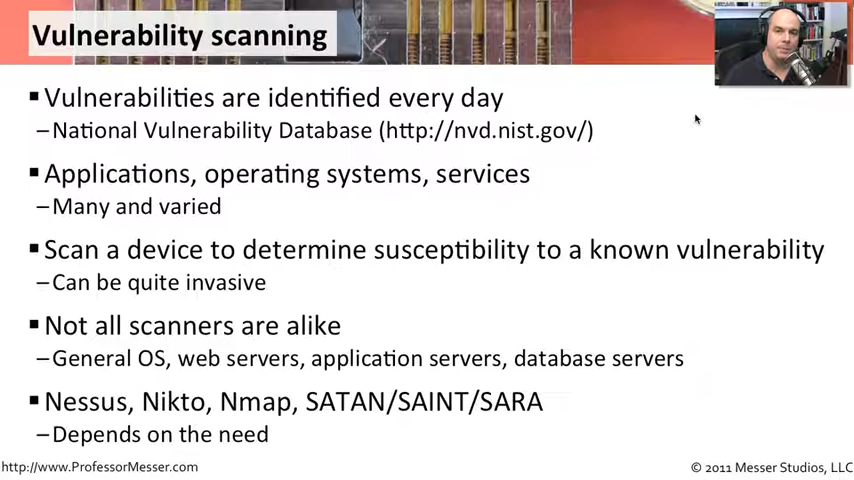 Vulnerability scanning
▪ Vulnerabilities are identified every day
– National Vulnerability Database (http://nvd.nist.gov/)
▪ Applications, operating systems, services
– Many and varied
▪ Scan a device to determine susceptibility to a known vulnerability
– Can be quite invasive
▪ Not all scanners are alike
– General OS, web servers, application servers, database servers
▪ Nessus, Nikto, Nmap, SATAN/SAINT/SARA
– Depends on the need
http://www.ProfessorMesser.com
© 2011 Messer Studios, LLC